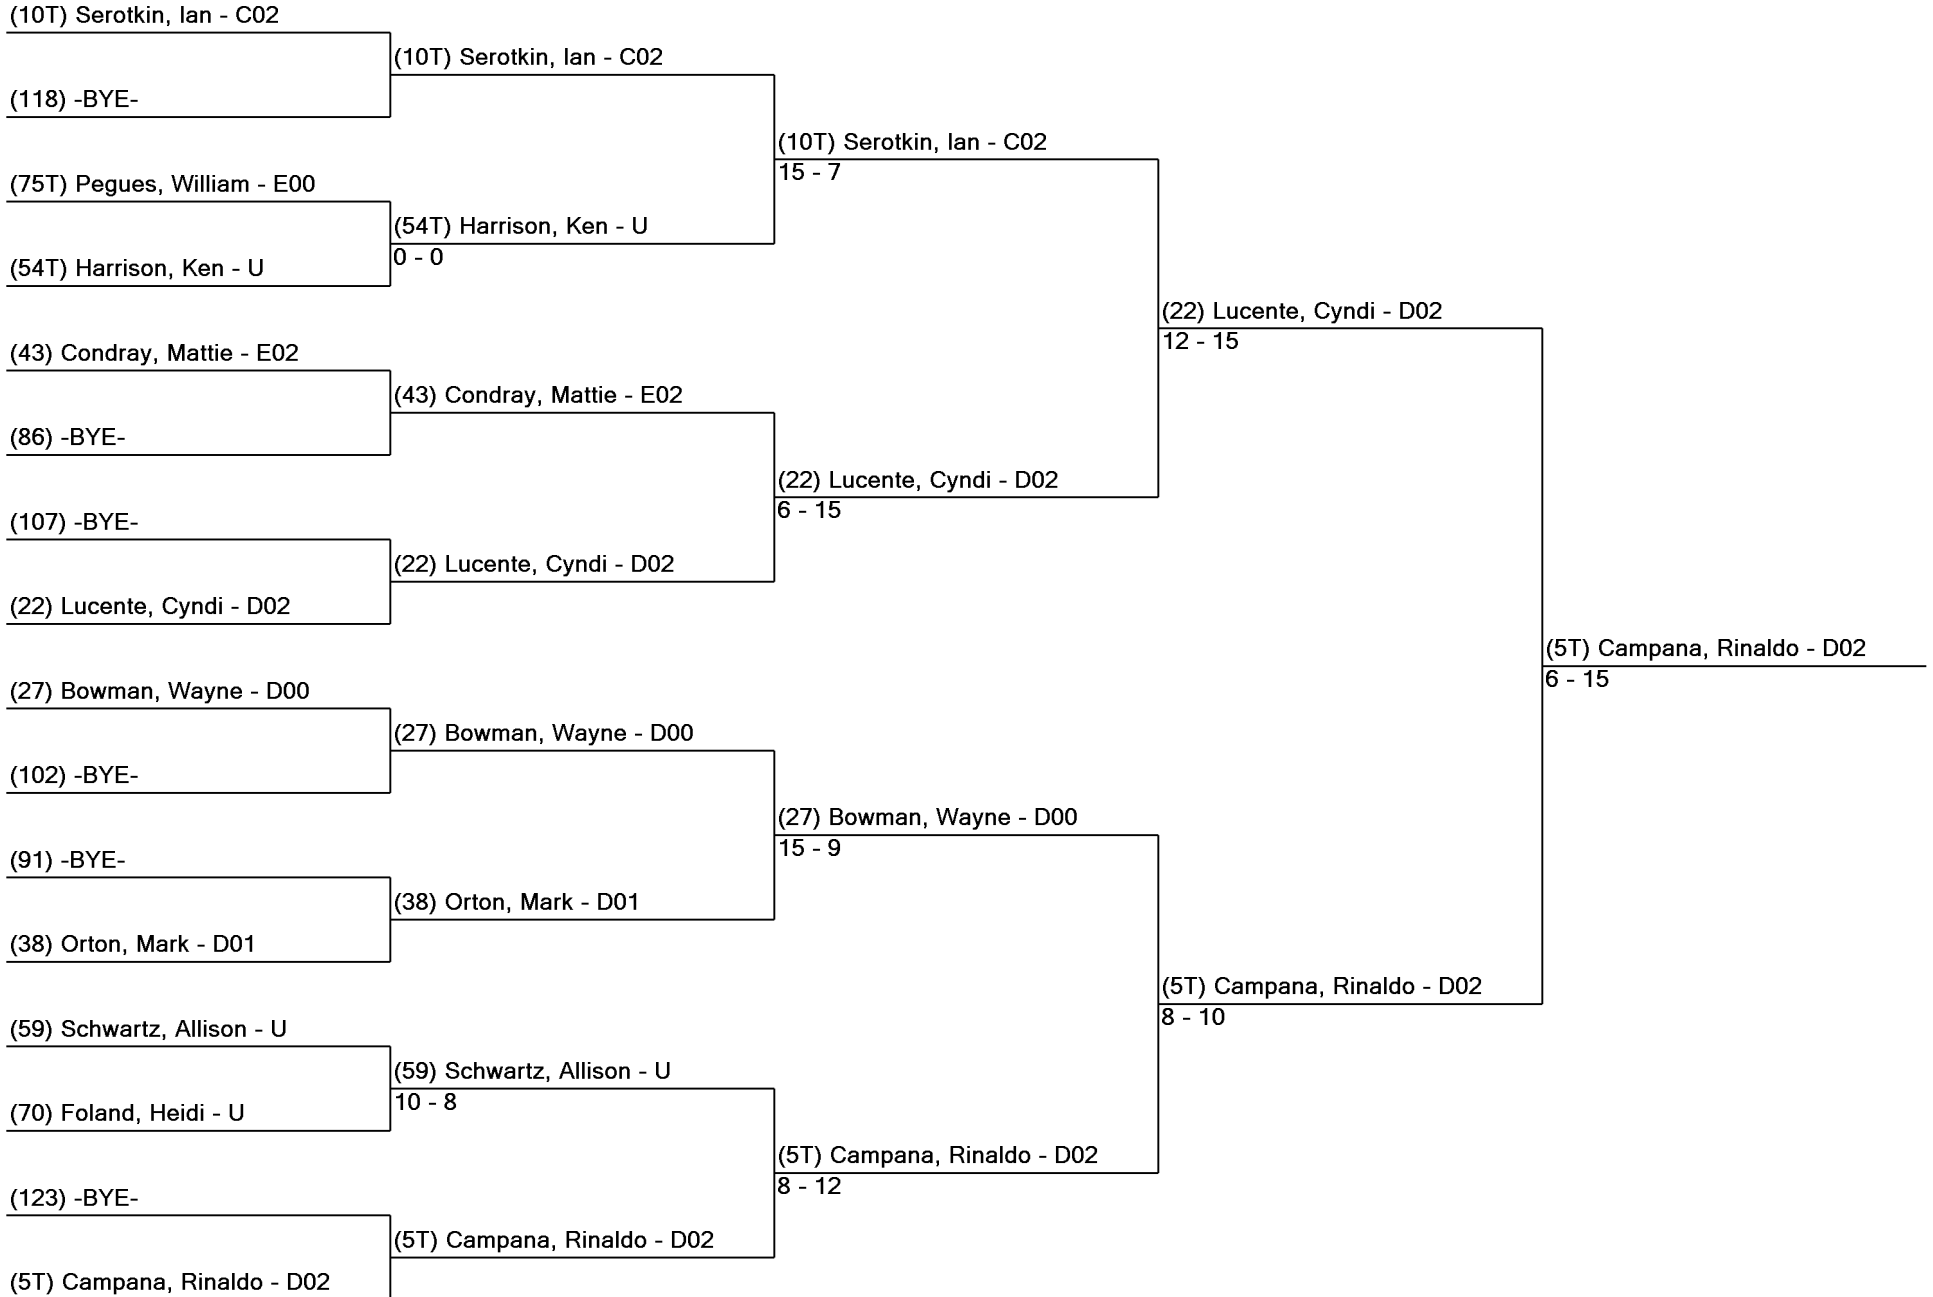 (10T) Serotkin, Ian - C02
(118) -BYE-
(75T) Pegues, William - E00
(54T) Harrison, Ken - U
(43) Condray, Mattie - E02
(86) -BYE-
(107) -BYE-
(22) Lucente, Cyndi - D02
(27) Bowman, Wayne - D00
(102) -BYE-
(91) -BYE-
(38) Orton, Mark - D01
(59) Schwartz, Allison - U
(70) Foland, Heidi - U
(123) -BYE-
(5T) Campana, Rinaldo - D02
(10T) Serotkin, Ian - C02
(54T) Harrison, Ken - U
0 - 0
(43) Condray, Mattie - E02
(22) Lucente, Cyndi - D02
(27) Bowman, Wayne - D00
(38) Orton, Mark - D01
(59) Schwartz, Allison - U
10 - 8
(5T) Campana, Rinaldo - D02
(10T) Serotkin, Ian - C02
15 - 7
(22) Lucente, Cyndi - D02
6 - 15
(27) Bowman, Wayne - D00
15 - 9
(5T) Campana, Rinaldo - D02
8 - 12
(22) Lucente, Cyndi - D02
12 - 15
(5T) Campana, Rinaldo - D02
8 - 10
(5T) Campana, Rinaldo - D02
6 - 15